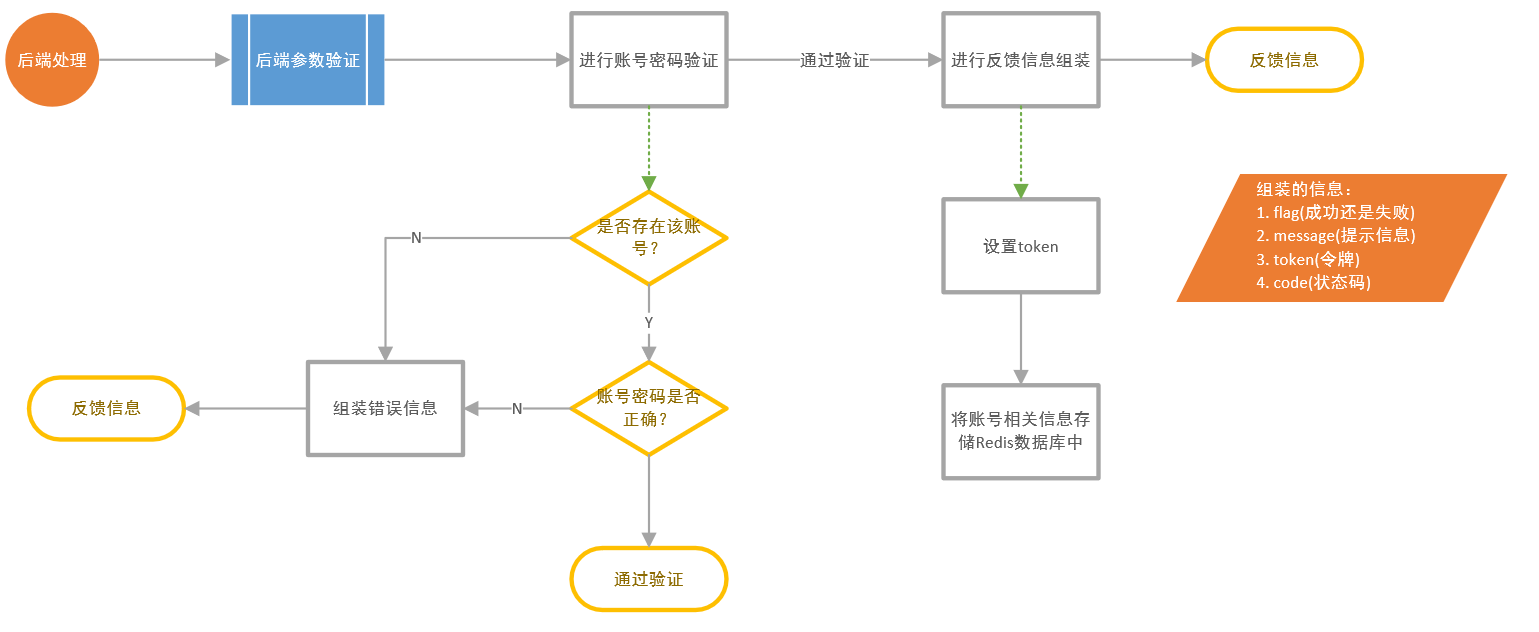 后端处理
后端参数验证
进行账号密码验证
通过验证
进行反馈信息组装
反馈信息
组装的信息：
1. flag(成功还是失败)
2. message(提示信息)
3. token(令牌)
4. code(状态码)
是否存在该账
号？
N
设置token
Y
账号密码是否
正确？
N
组装错误信息
反馈信息
将账号相关信息存
储Redis数据库中
通过验证